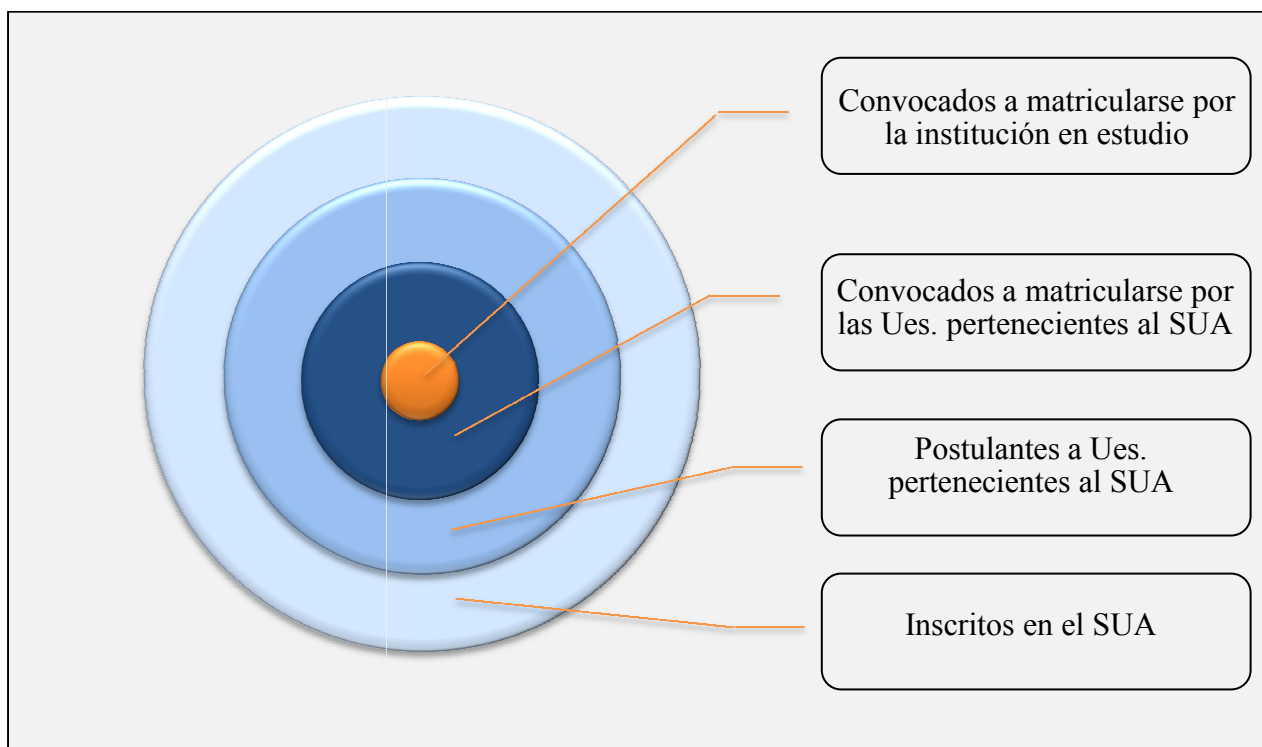 Convocados a matricularse por
la institución en estudio
Convocados a matricularse por
las Ues. pertenecientes al SUA
Postulantes a Ues.
pertenecientes al SUA
Inscritos en el SUA